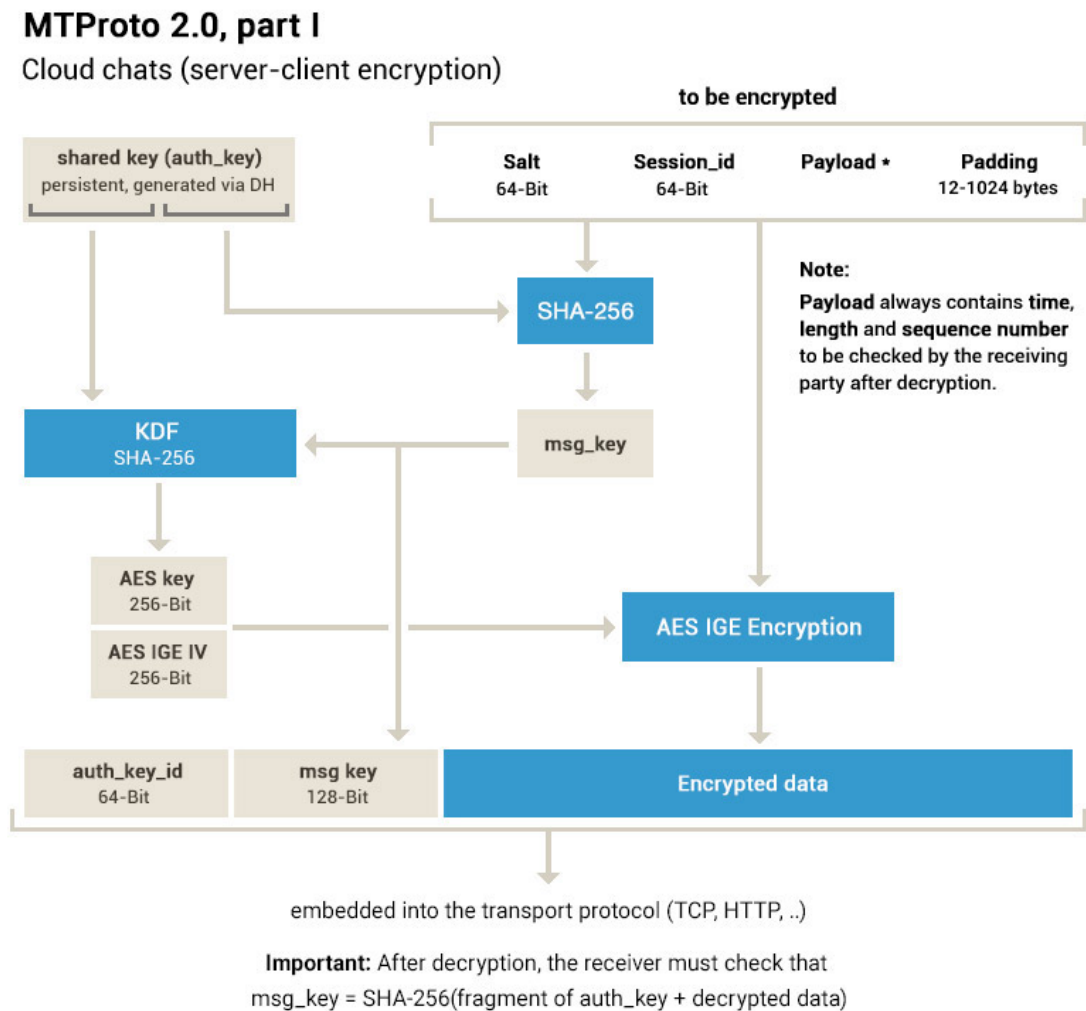 MTProto 2.0, part I
Cloud chats (server-client encryption)
to be encrypted
shared key (auth_key)
persistent, generated via DH
Salt
64-Bit
Session_id
64-Bit
Payload *
Padding
12-1024 bytes
Note:
Payload always contains time,
length and sequence number
to be checked by the receiving
party after decryption.
SHA-256
KDF
SHA-256
msg_key
AES key
256-Bit
AES IGE IV
256-Bit
AES IGE Encryption
auth_key_id
64-Bit
msg key
128-Bit
Encrypted data
embedded into the transport protocol (TCP, HTTP, ..)
Important: After decryption, the receiver must check that
msg_key = SHA-256(fragment of auth_key + decrypted data)